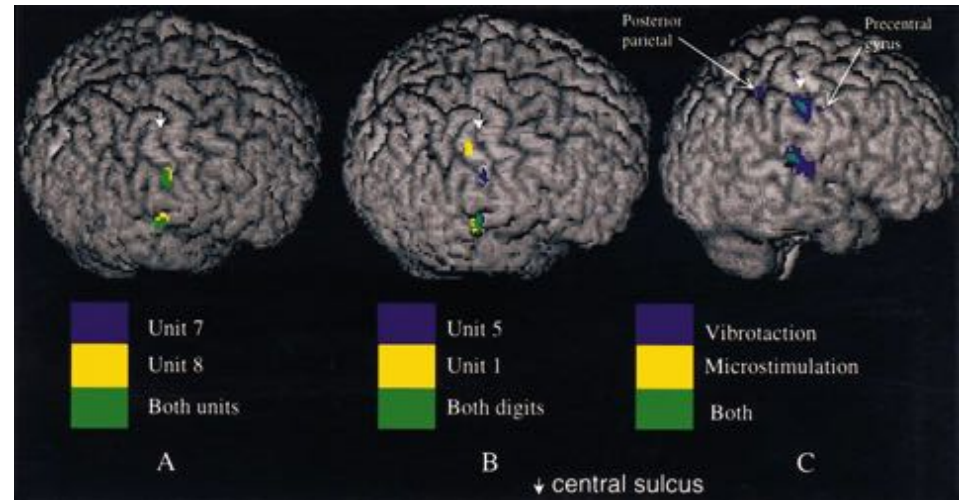 Posterior
parietal
Precentral
gyrus
Unit 7
Unit 8
Both units
A
Unit 5
Unit 1
Both digits
B
Vibrotaction
Microstimulation
Both
C
central sulcus